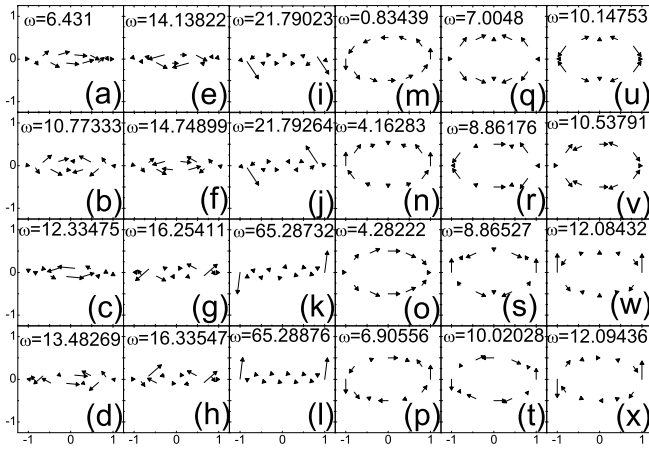 ω=6.431 ω=14.13822 ω=21.79023 ω=0.83439 ω=7.0048 ω=10.14753
1
0
-1
(a) (e) (i) (m) (q) (u)
ω=10.77333 ω=14.74899 ω=21.79264 ω=4.16283 ω=8.86176 ω=10.53791
1
0
-1
(b) (f) (j) (n) (r) (v)
ω=12.33475 ω=16.25411 ω=65.28732 ω=4.28222 ω=8.86527 ω=12.08432
1
0
-1
(c) (g) (k) (o) (s) (w)
ω=13.48269 ω=16.33547 ω=65.28876 ω=6.90556 ω=10.02028 ω=12.09436
1
0
-1
(d) (h) (l) (p) (t) (x)
-1 0 1 -1 0 1 -1 0 1 -1 0 1 -1 0 1 -1 0 1